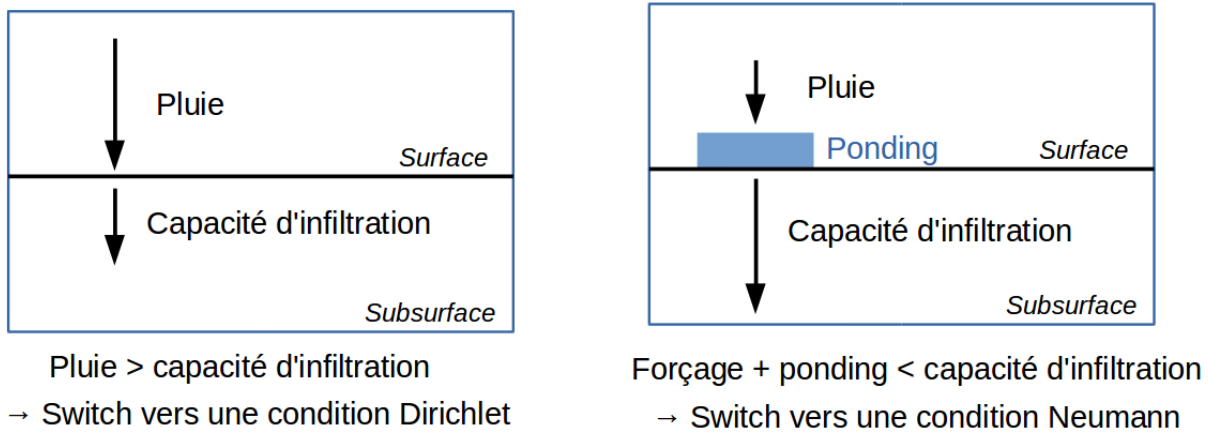 Pluie
Surface
Capacité d'infiltration
Subsurface
Pluie > capacité d'infiltration
→ Switch vers une condition Dirichlet
Pluie
Ponding
Surface
Capacité d'infiltration
Subsurface
Forçage + ponding < capacité d'infiltration
→ Switch vers une condition Neumann